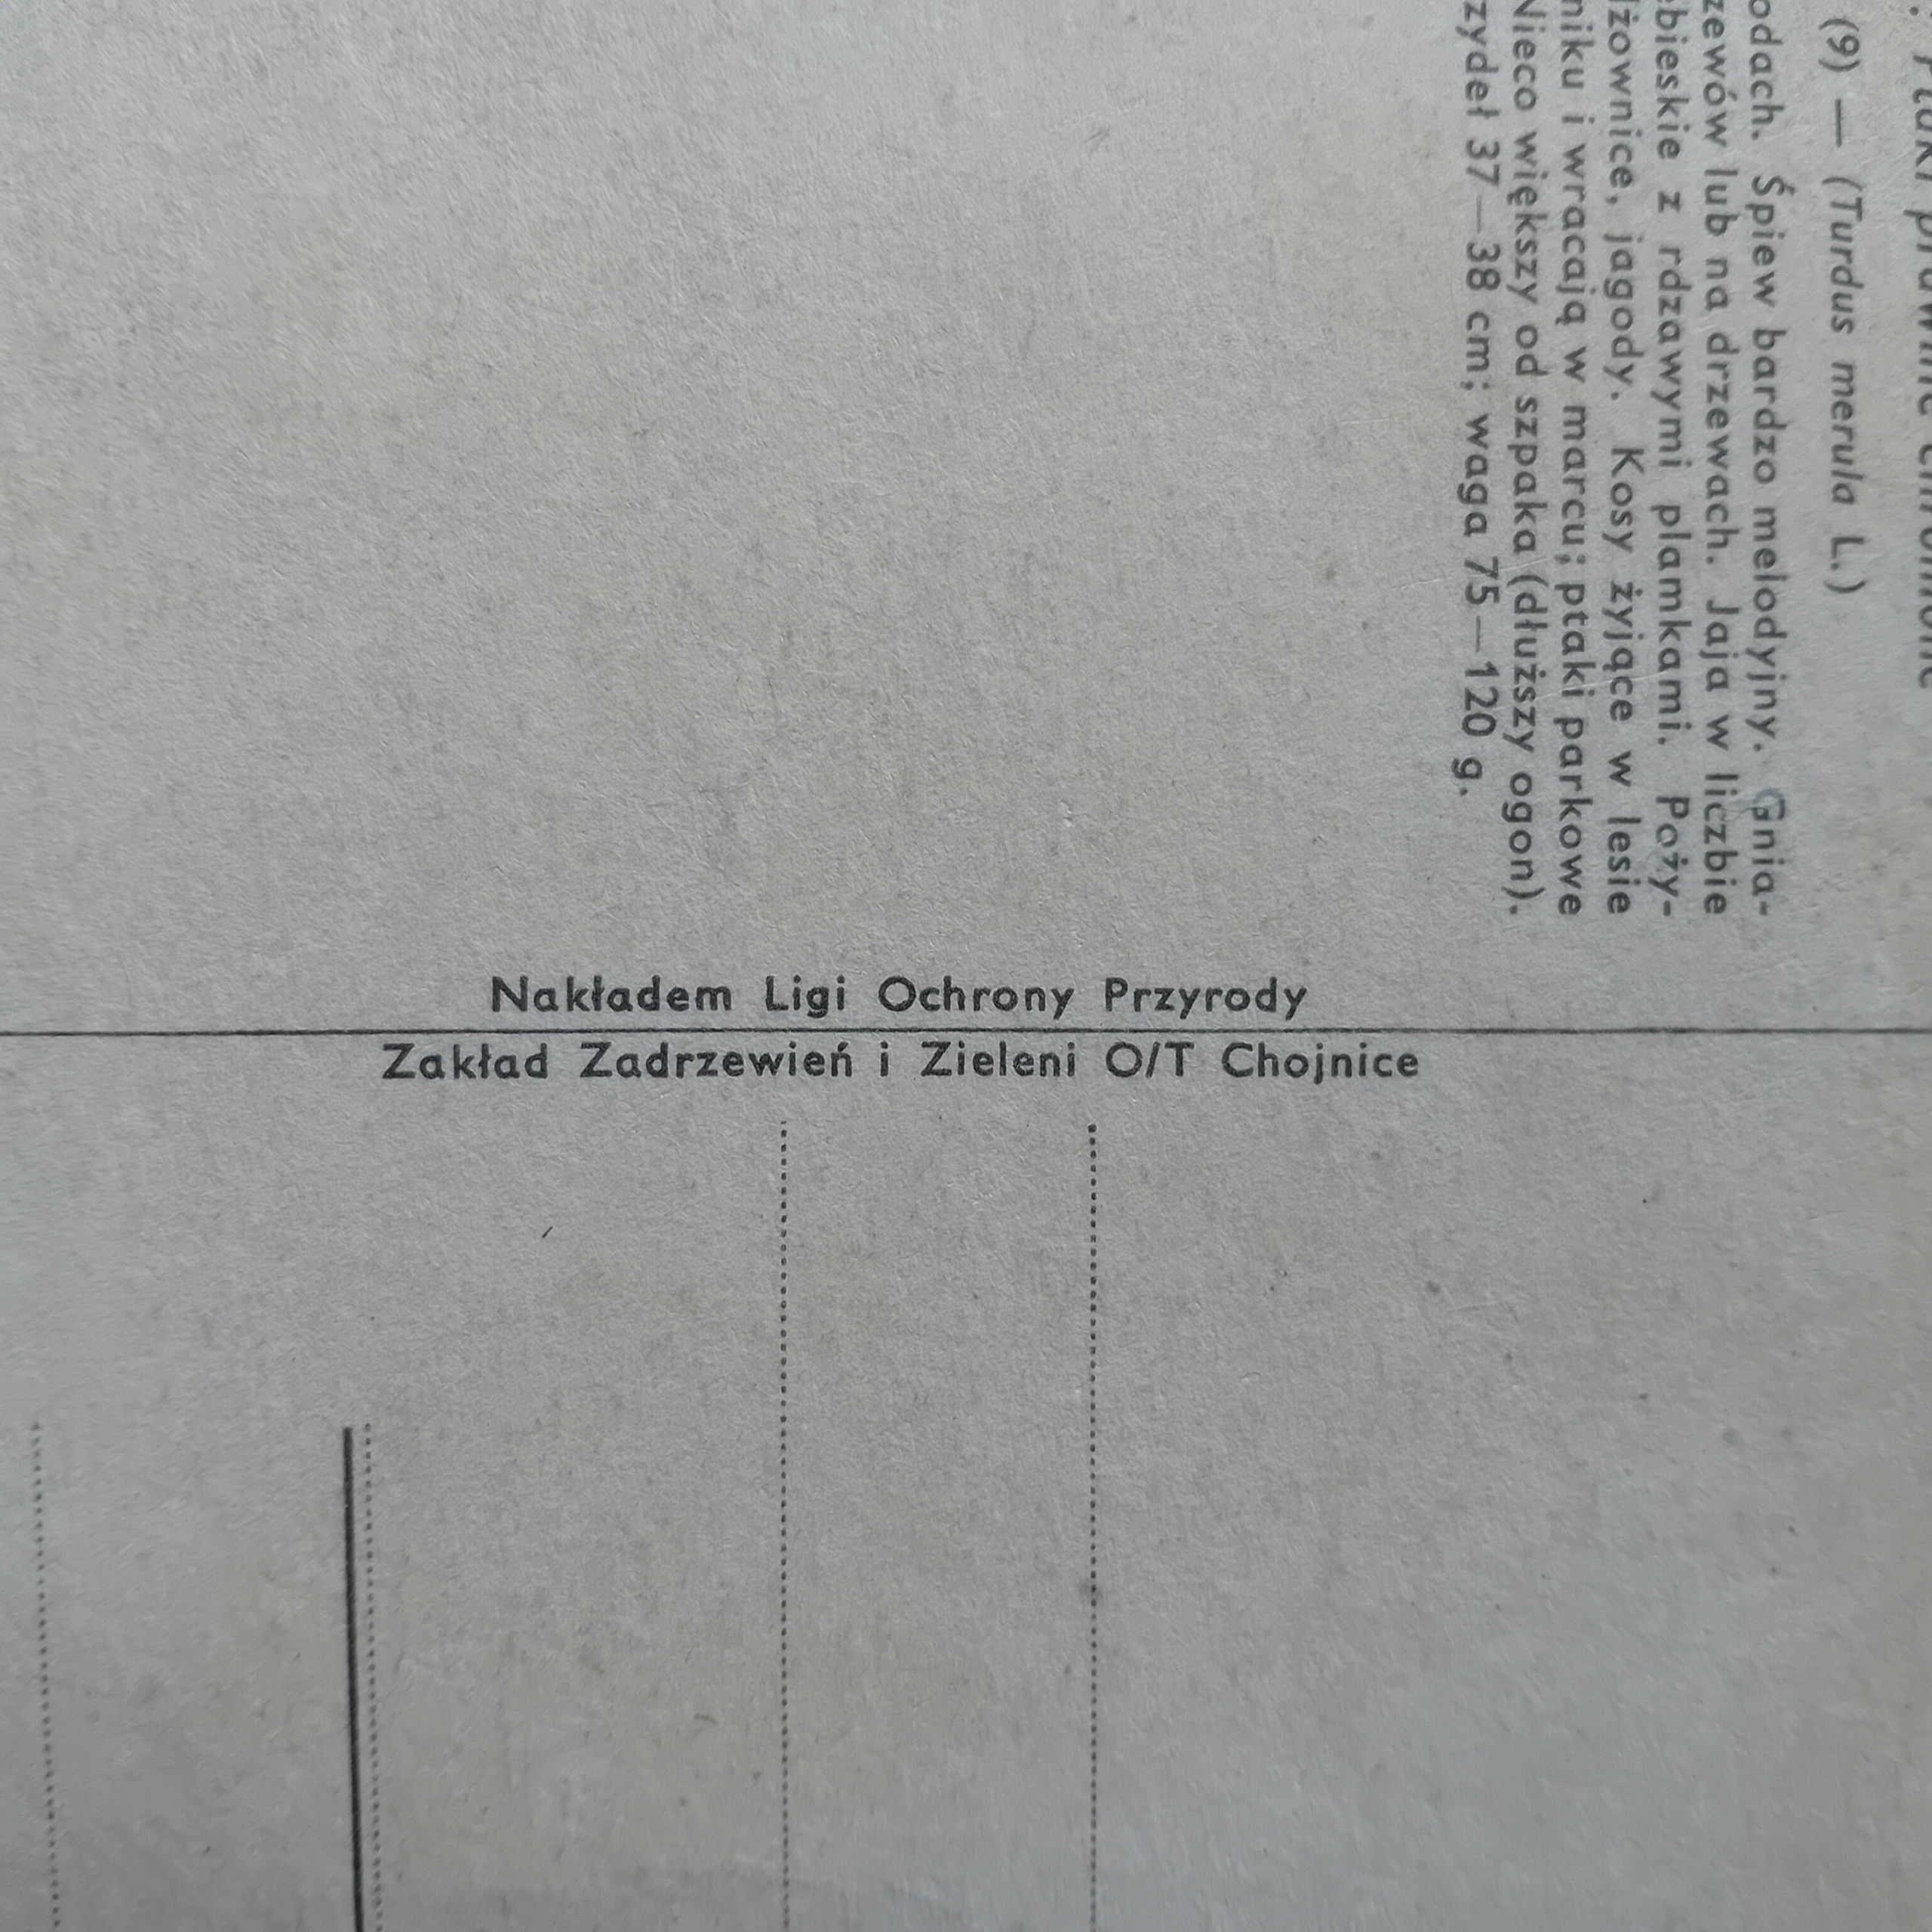 (9) — (Turdus merula L.)
odach. Śpiew bardzo melodyjny. Gnia-
zewów lub na drzewach. Jaja w liczbie
ebieskie z rdzawymi plamkami. Poży-
dżownice, jagody. Kosy żyjące w lesie
niku i wracają w marcu; ptaki parkowe
Nieco większy od szpaka (dłuższy ogon).
zydeł 37—38 cm; waga 75—120 g.
Nakładem Ligi Ochrony Przyrody
Zakład Zadrzewień i Zieleni O/T Chojnice